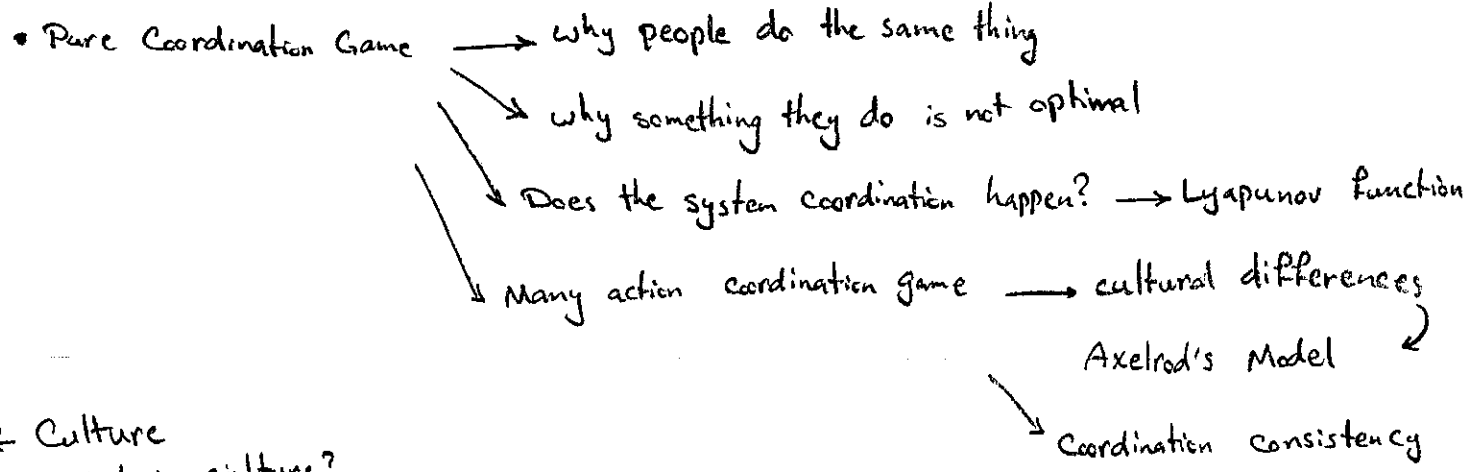 • Pure Coordination Game → why people do the same thing
why something they do is not optimal
Does the system coordination happen? → Lyapunov function
Many action coordination game → cultural differences
Axelrod's Model
Coordination consistency
Culture
culture?